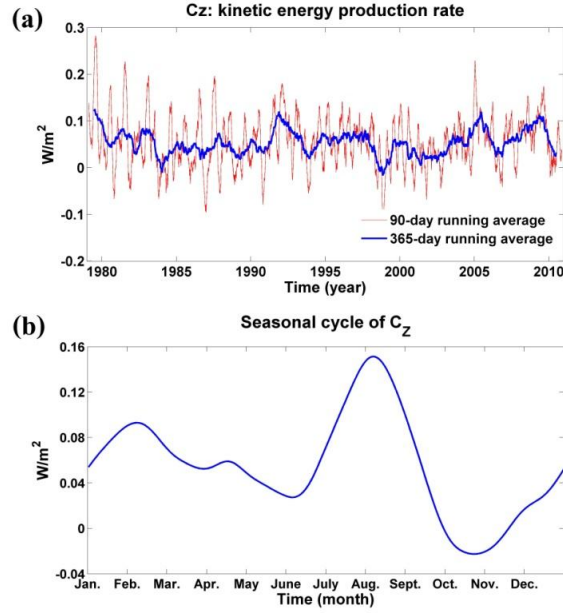 (a)
Cz: kinetic energy production rate
0.3
0.2
0.1
0
-0.1
-0.2
W/m²
90-day running average
365-day running average
1980 1985 1990 1995 2000 2005 2010
Time (year)
(b)
Seasonal cycle of C_Z
0.16
0.12
0.08
0.04
0
-0.04
W/m²
Jan. Feb. Mar. Apr. May June July Aug. Sept. Oct. Nov. Dec.
Time (month)